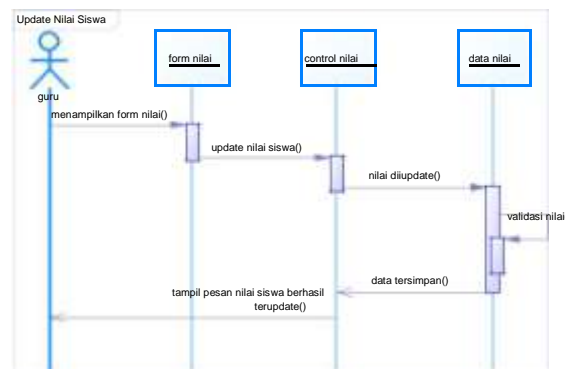 Update Nilai Siswa
form nilai
control nilai
data nilai
guru
menampilkan form nilai()
update nilai siswa()
nilai diiupdate()
validasi nilai
data tersimpan()
tampil pesan nilai siswa berhasil
terupdate()